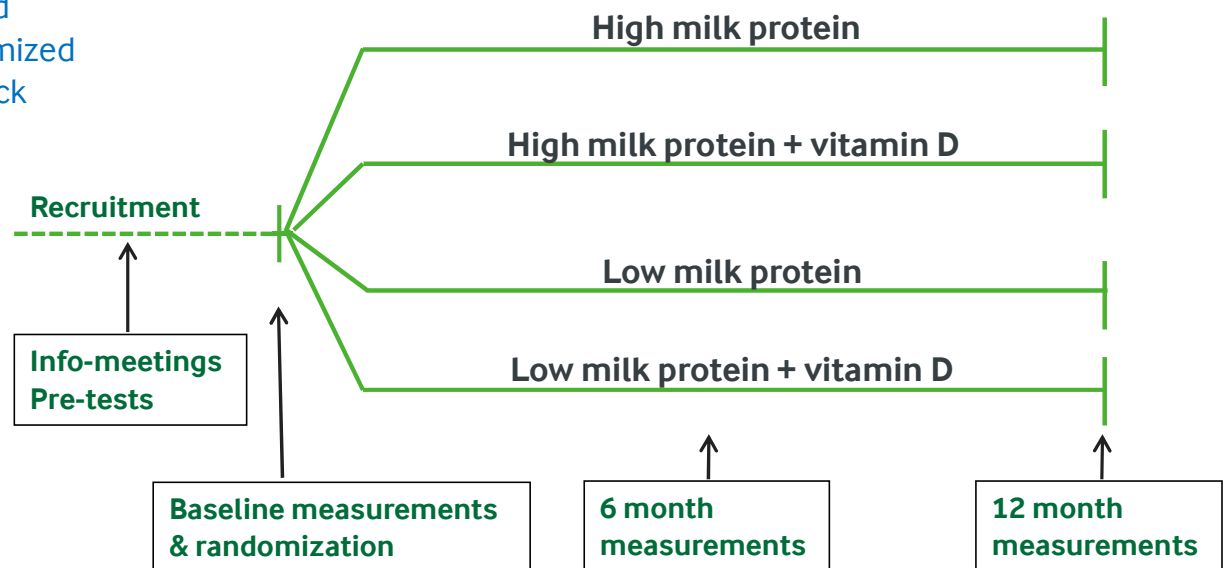 High milk protein
High milk protein + vitamin D
Recruitment
Low milk protein
Info-meetings
Pre-tests
Low milk protein + vitamin D
Baseline measurements
& randomization
6 month
measurements
12 month
measurements